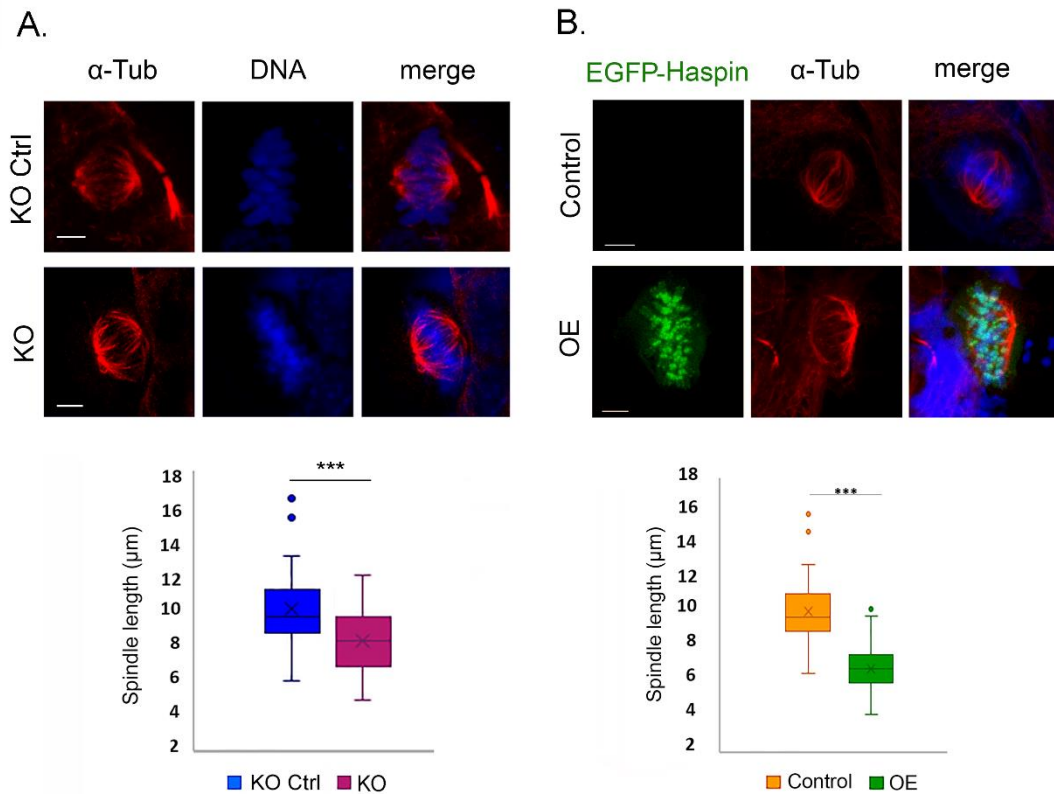 A.
α-Tub DNA merge
KO Ctrl
KO
18
16
14
12
10
8
6
4
2
Spindle length (µm)
***
KO Ctrl KO
B.
EGFP-Haspin α-Tub merge
Control
OE
18
16
14
12
10
8
6
4
2
Spindle length (µm)
***
Control OE